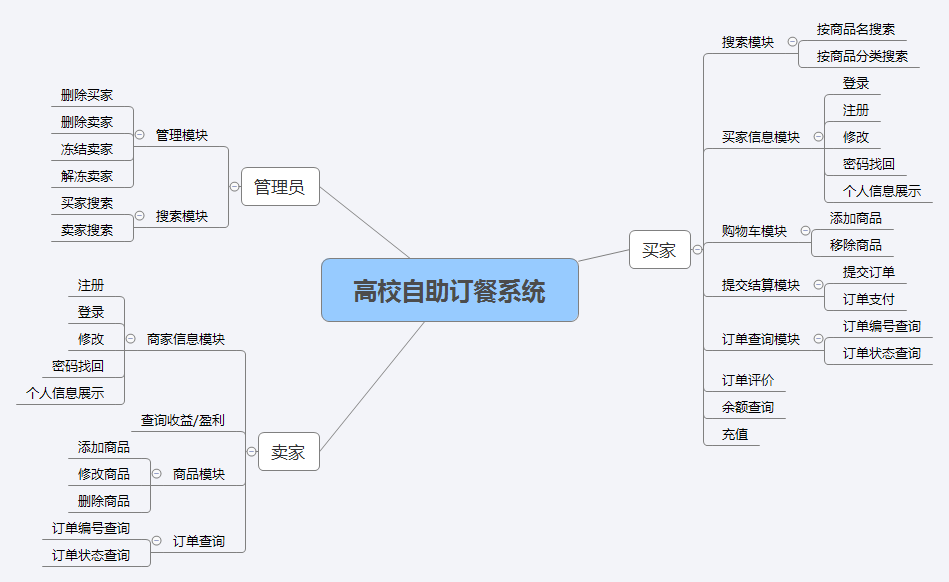 高校自助订餐系统
管理员
管理模块
删除买家
删除卖家
冻结卖家
解冻卖家
搜索模块
买家搜索
卖家搜索
卖家
商家信息模块
注册
登录
修改
密码找回
个人信息展示
查询收益/盈利
商品模块
添加商品
修改商品
删除商品
订单查询
订单编号查询
订单状态查询
买家
搜索模块
按商品名搜索
按商品分类搜索
买家信息模块
登录
注册
修改
密码找回
个人信息展示
购物车模块
添加商品
移除商品
提交结算模块
提交订单
订单支付
订单查询模块
订单编号查询
订单状态查询
订单评价
余额查询
充值